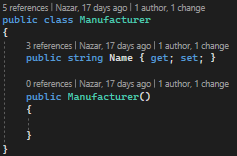 5 references | Nazar, 17 days ago | 1 author, 1 change
public class Manufacturer
{
3 references | Nazar, 17 days ago | 1 author, 1 change
public string Name { get; set; }
0 references | Nazar, 17 days ago | 1 author, 1 change
public Manufacturer()
{
}
}